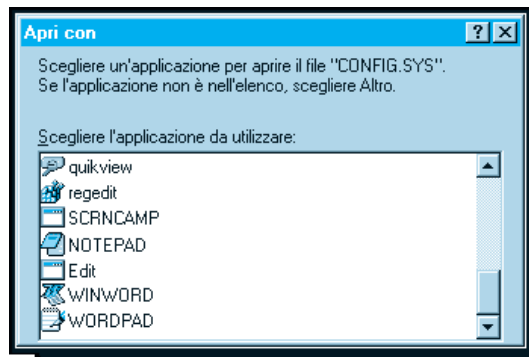 Apri con
Scegliere un'applicazione per aprire il file "CONFIG.SYS".
Se l'applicazione non è nell'elenco, scegliere Altro.
Scegliere l'applicazione da utilizzare:
quikview
regedit
SCRNCAMP
NOTEPAD
Edit
WINWORD
WORDPAD